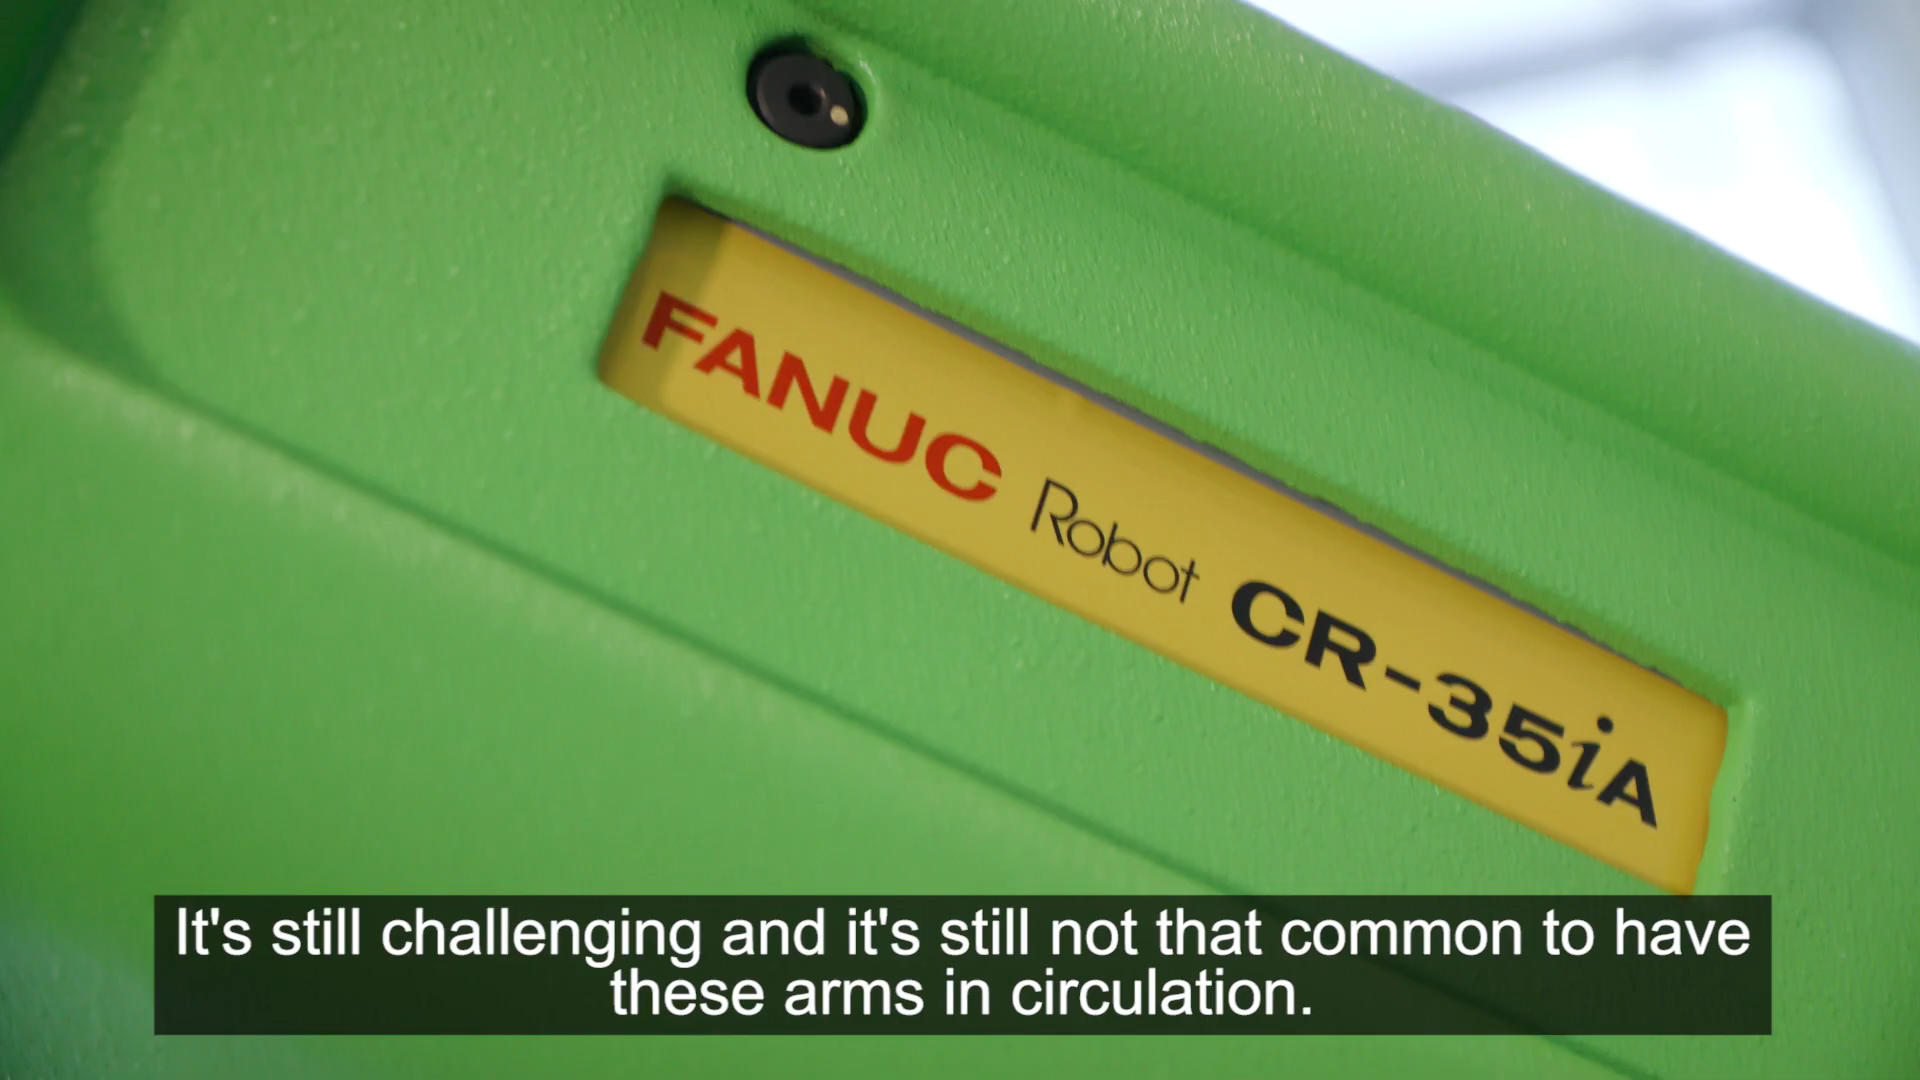 FANUC Robot CR-35iA
It's still challenging and it's still not that common to have
these arms in circulation.